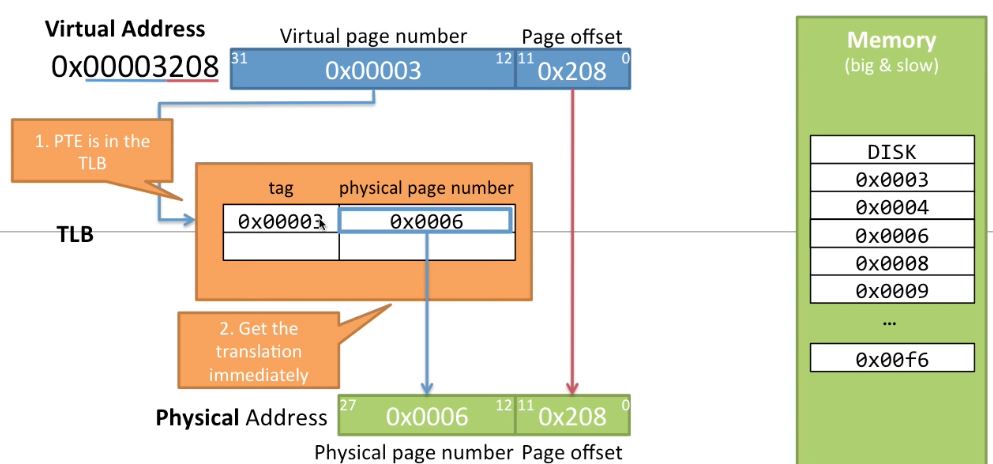 Virtual Address
0x00003208
Virtual page number
Page offset
31 0x00003 12
11 0x208 0
Memory
(big & slow)
1. PTE is in the
TLB
TLB
tag
physical page number
0x00003
0x0006
2. Get the
translation
immediately
DISK
0x0003
0x0004
0x0006
0x0008
0x0009
...
0x00f6
Physical Address
27 0x0006 12
11 0x208 0
Physical page number
Page offset